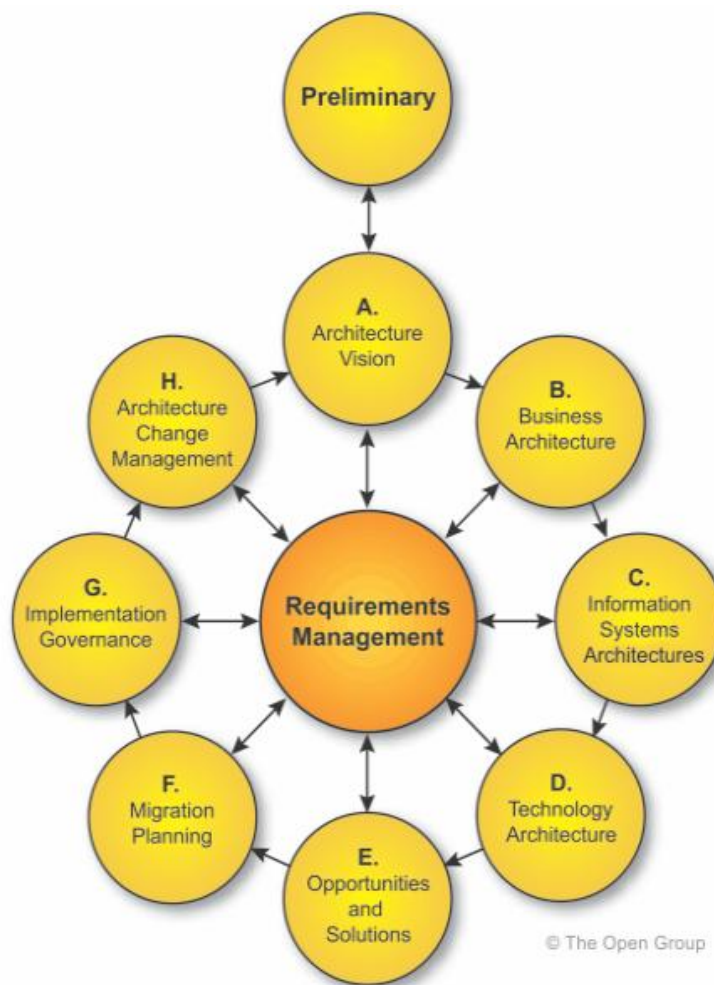 Preliminary
A.
Architecture
Vision
B.
Business
Architecture
C.
Information
Systems
Architectures
D.
Technology
Architecture
E.
Opportunities
and
Solutions
F.
Migration
Planning
G.
Implementation
Governance
H.
Architecture
Change
Management
Requirements
Management
© The Open Group